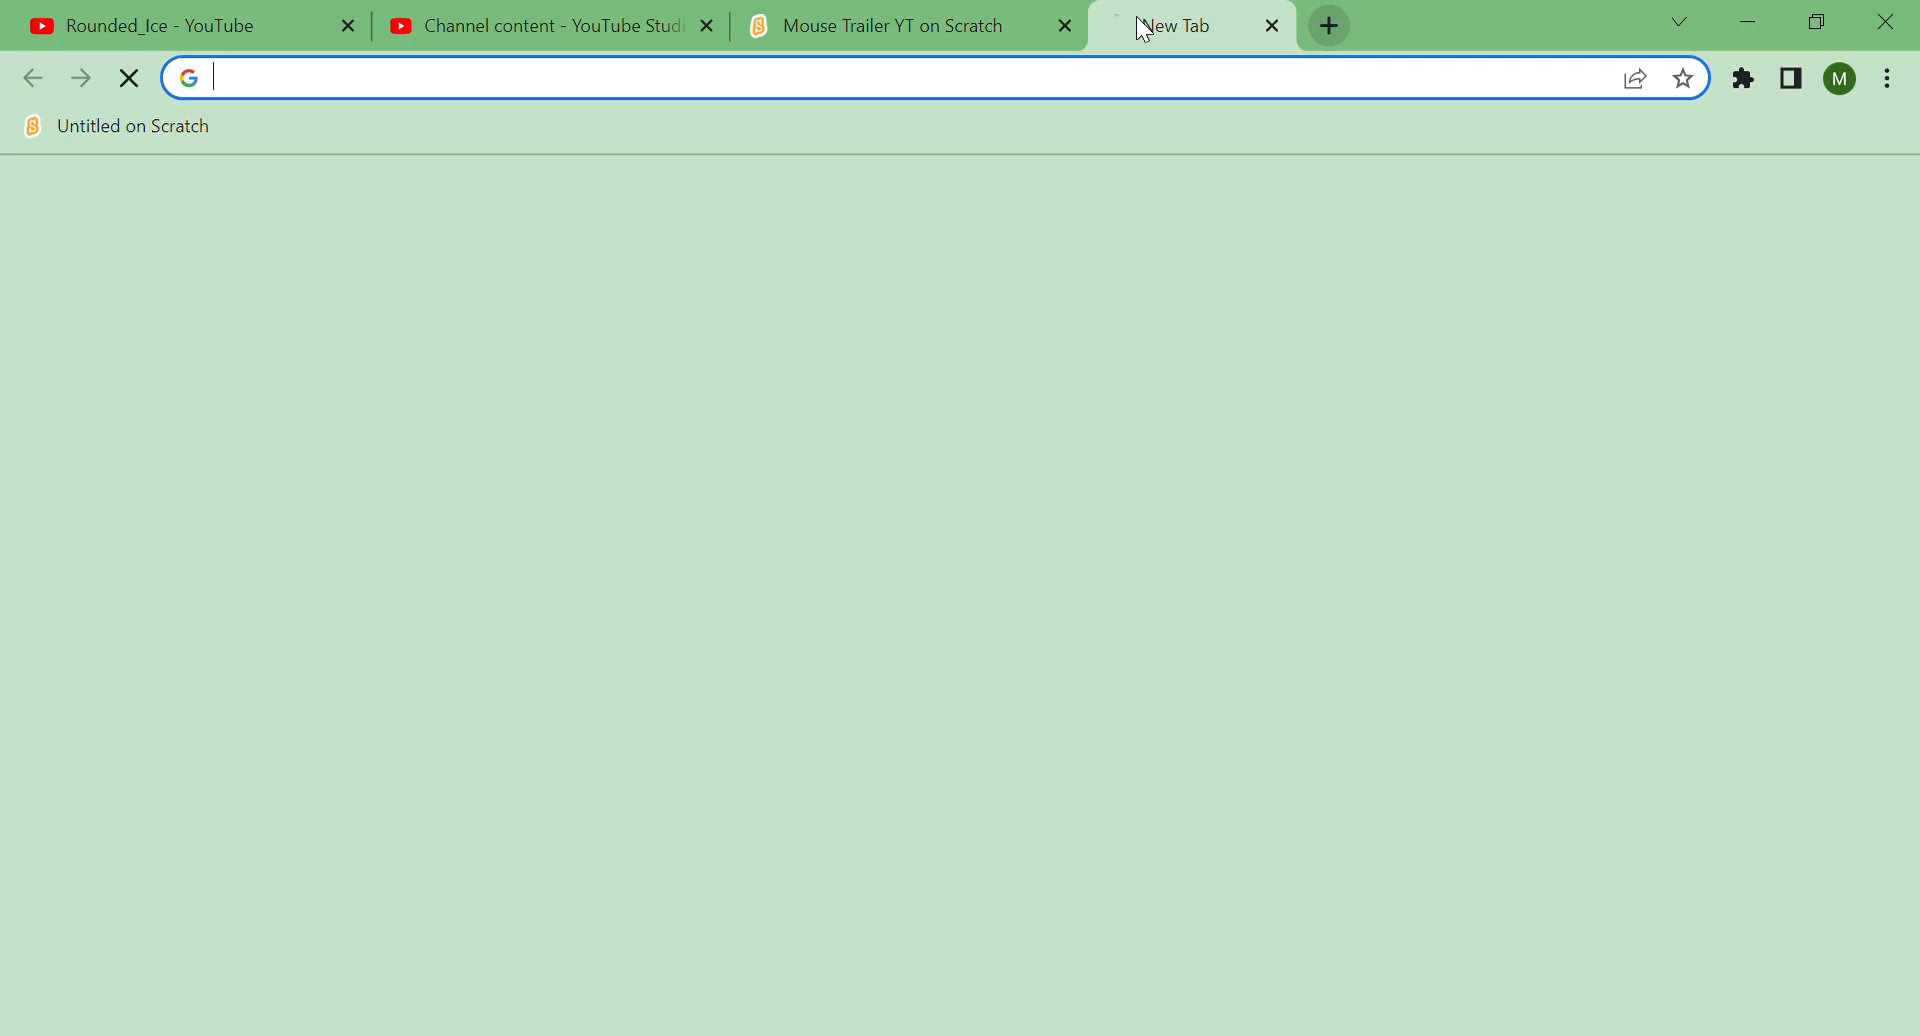 Rounded_Ice - YouTube
Channel content - YouTube Studi
Mouse Trailer YT on Scratch
New Tab
M
Untitled on Scratch